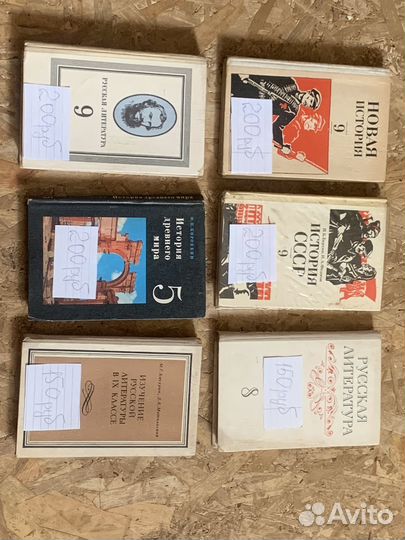 РУССКАЯ ЛИТЕРАТУРА
9
200руб
НОВАЯ
ИСТОРИЯ
9
200руб
История
древнего
мира
5
200руб
ИСТОРИЯ
СССР
9
200руб
ИЗУЧЕНИЕ
РУССКОЙ
ЛИТЕРАТУРЫ
В IX КЛАССЕ
150руб
РУССКАЯ
ЛИТЕРАТУРА
8
150руб
Avito